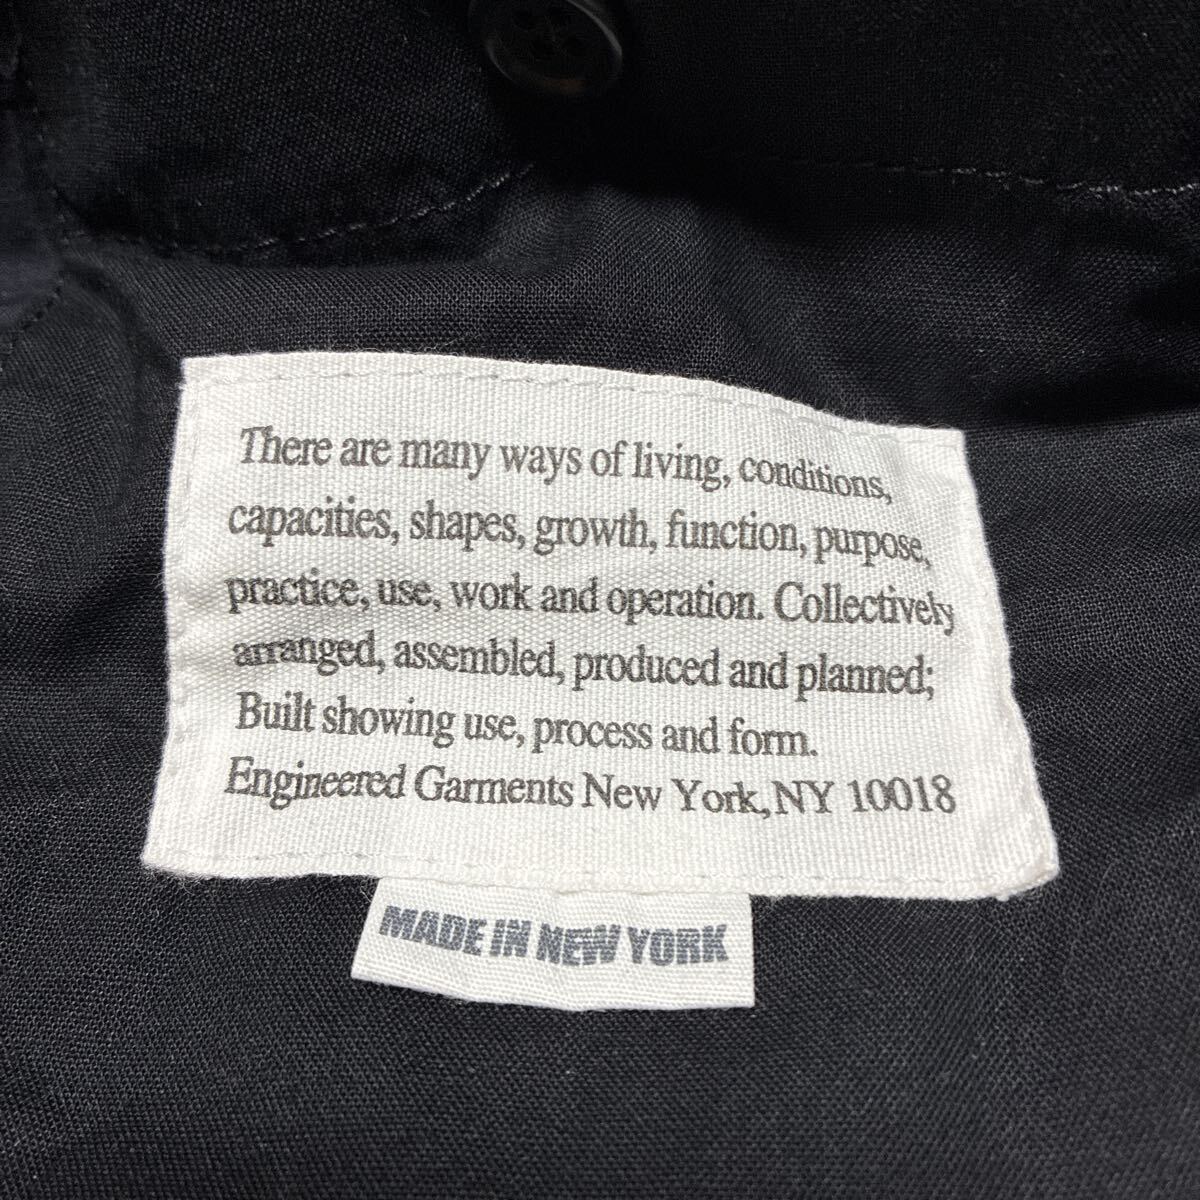 There are many ways of living, conditions,
capacities, shapes, growth, function, purpose,
practice, use, work and operation. Collectively
arranged, assembled, produced and planned;
Built showing use, process and form.
Engineered Garments New York, NY 10018
MADE IN NEW YORK